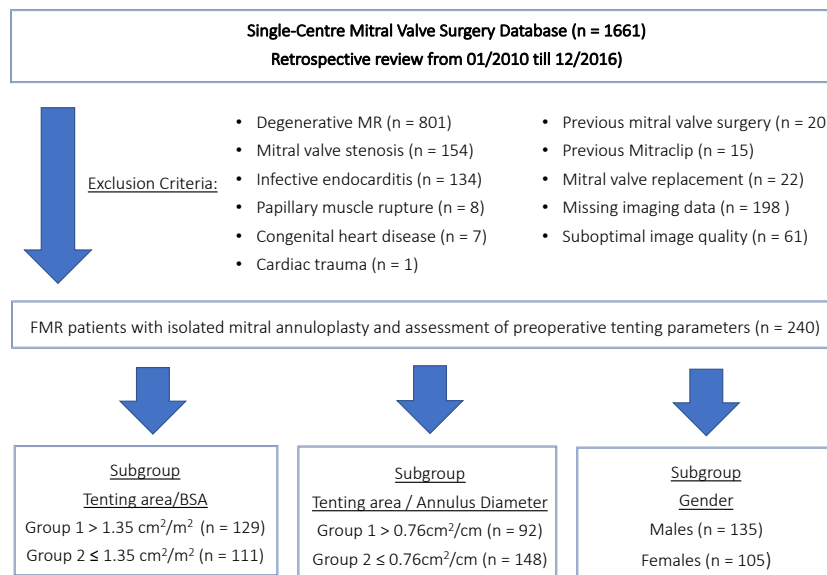 Single-Centre Mitral Valve Surgery Database (n = 1661)
Retrospective review from 01/2010 till 12/2016)
Exclusion Criteria:
• Degenerative MR (n = 801)
• Mitral valve stenosis (n = 154)
• Infective endocarditis (n = 134)
• Papillary muscle rupture (n = 8)
• Congenital heart disease (n = 7)
• Cardiac trauma (n = 1)
• Previous mitral valve surgery (n = 20
• Previous Mitraclip (n = 15)
• Mitral valve replacement (n = 22)
• Missing imaging data (n = 198 )
• Suboptimal image quality (n = 61)
FMR patients with isolated mitral annuloplasty and assessment of preoperative tenting parameters (n = 240)
Subgroup
Tenting area/BSA
Group 1 > 1.35 cm²/m² (n = 129)
Group 2 ≤ 1.35 cm²/m² (n = 111)
Subgroup
Tenting area / Annulus Diameter
Group 1 > 0.76cm²/cm (n = 92)
Group 2 ≤ 0.76cm²/cm (n = 148)
Subgroup
Gender
Males (n = 135)
Females (n = 105)